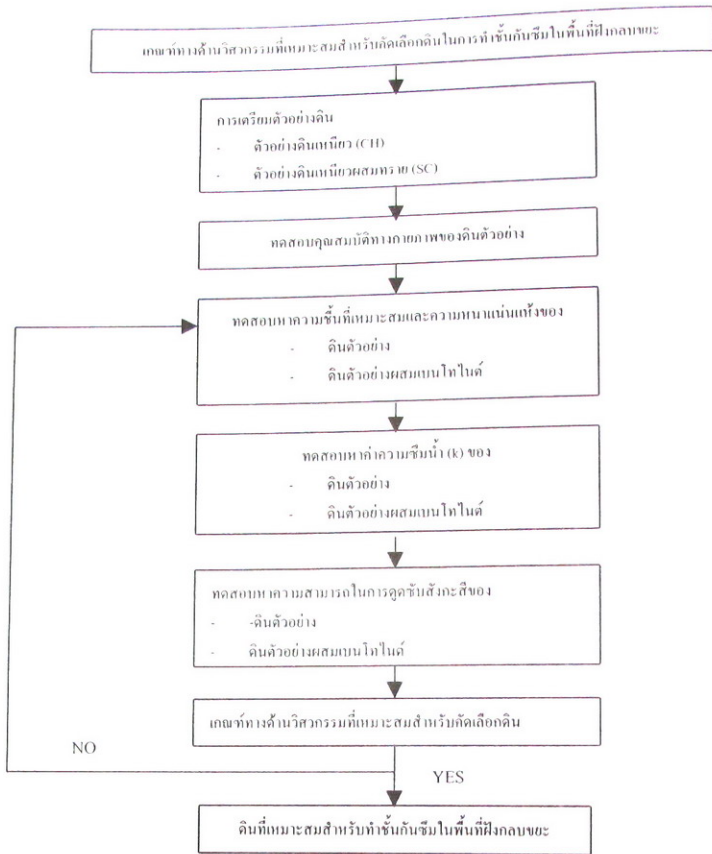 เกณฑ์ทางด้านวิศวกรรมที่เหมาะสมสำหรับคัดเลือกดินในการทำชั้นกันซึมในพื้นที่ฝังกลบขยะ
การเตรียมตัวอย่างดิน
- ตัวอย่างดินเหนียว (CH)
- ตัวอย่างดินเหนียวผสมทราย (SC)
ทดสอบคุณสมบัติทางกายภาพของดินตัวอย่าง
ทดสอบหาความชื้นที่เหมาะสมและความหนาแน่นแห้งของ
- ดินตัวอย่าง
- ดินตัวอย่างผสมเบนโทไนต์
ทดสอบหาค่าความซึมน้ำ (k) ของ
- ดินตัวอย่าง
- ดินตัวอย่างผสมเบนโทไนต์
ทดสอบหาความสามารถในการดูดซับสังกะสีของ
- -ดินตัวอย่าง
- ดินตัวอย่างผสมเบนโทไนต์
เกณฑ์ทางด้านวิศวกรรมที่เหมาะสมสำหรับคัดเลือกดิน
NO
YES
ดินที่เหมาะสมสำหรับทำชั้นกันซึมในพื้นที่ฝังกลบขยะ